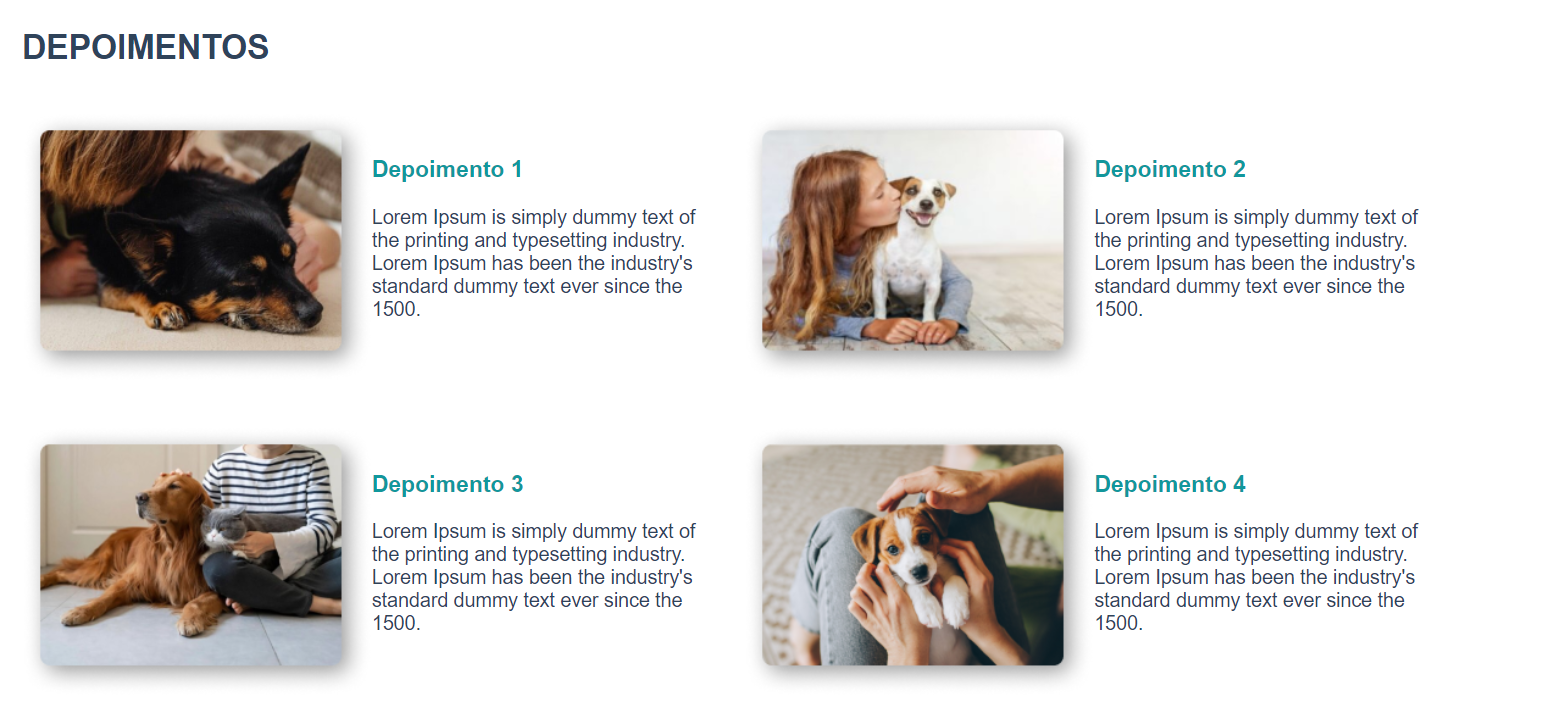 DEPOIMENTOS
Depoimento 1
Lorem Ipsum is simply dummy text of
the printing and typesetting industry.
Lorem Ipsum has been the industry's
standard dummy text ever since the
1500.
Depoimento 2
Lorem Ipsum is simply dummy text of
the printing and typesetting industry.
Lorem Ipsum has been the industry's
standard dummy text ever since the
1500.
Depoimento 3
Lorem Ipsum is simply dummy text of
the printing and typesetting industry.
Lorem Ipsum has been the industry's
standard dummy text ever since the
1500.
Depoimento 4
Lorem Ipsum is simply dummy text of
the printing and typesetting industry.
Lorem Ipsum has been the industry's
standard dummy text ever since the
1500.